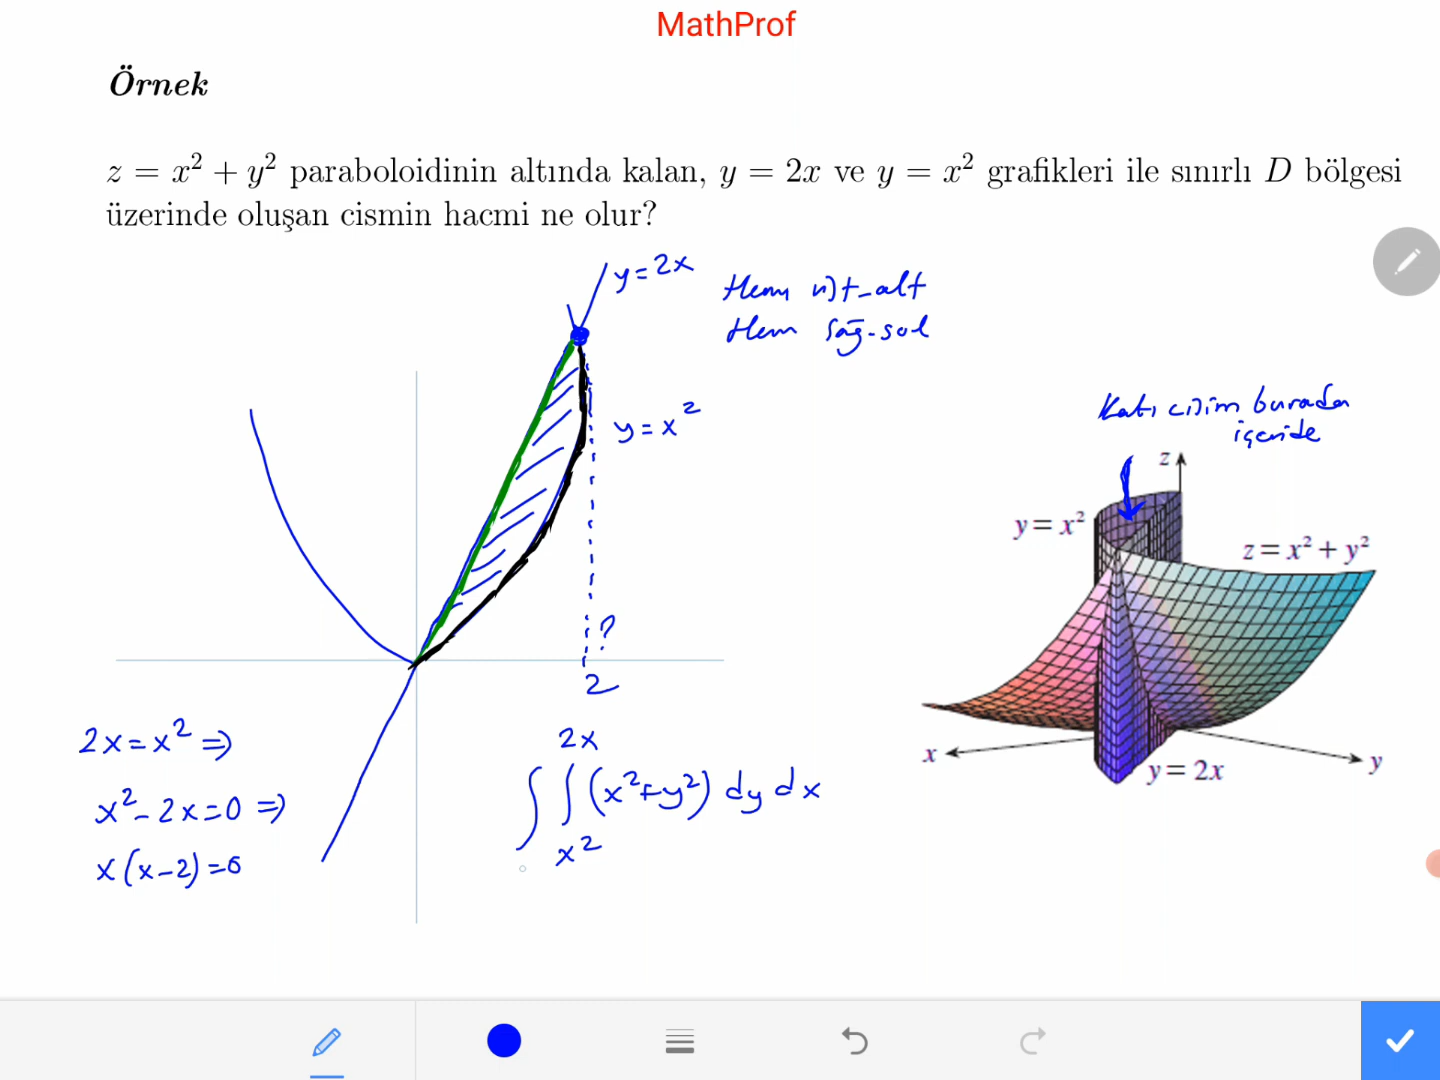 MathProf
Örnek
z = x² + y² paraboloidinin altında kalan, y = 2x ve y = x² grafikleri ile sınırlı D bölgesi
üzerinde oluşan cismin hacmi ne olur?
y = 2x
Hem üst-alt
Hem sağ-sol
y = x²
Katı cisim burada
içeride
z
y = x²
z = x² + y²
x
y
y = 2x
?
2
2x = x² ⇒
x² - 2x = 0 ⇒
x(x-2) = 0
2x
∫ ∫ (x² + y²) dy dx
x²